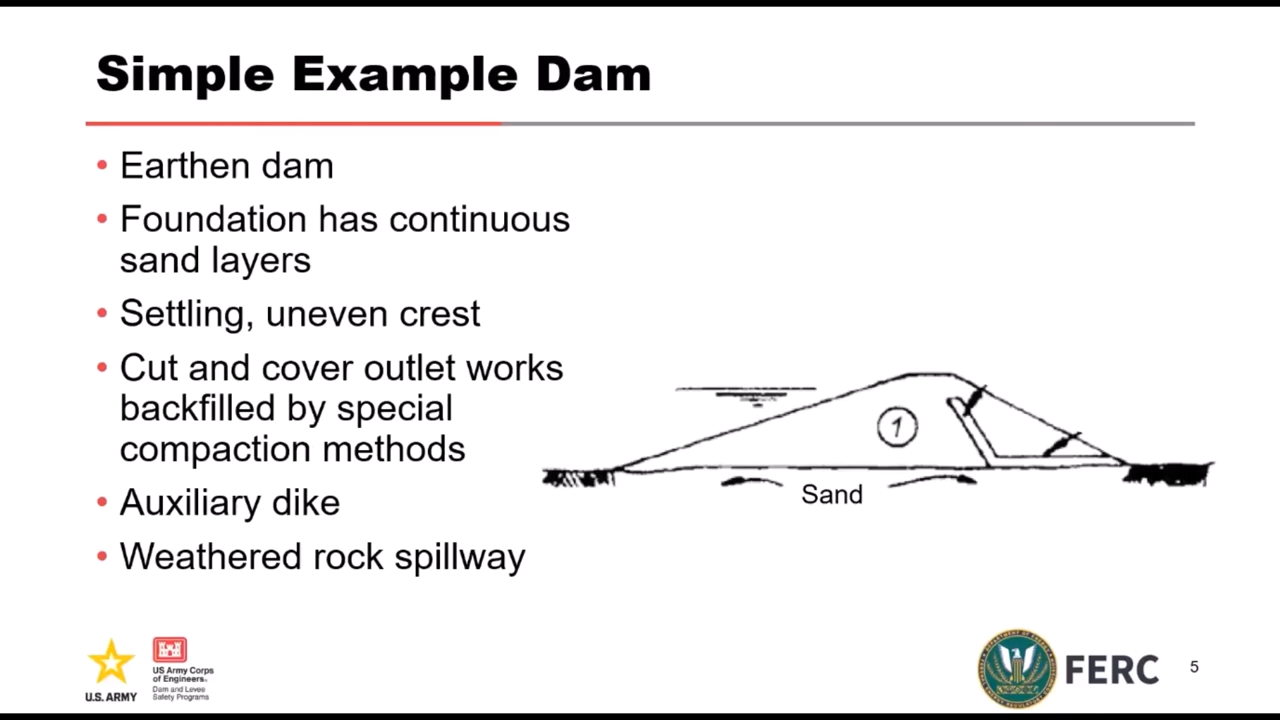 Simple Example Dam
• Earthen dam
• Foundation has continuous
sand layers
• Settling, uneven crest
• Cut and cover outlet works
backfilled by special
compaction methods
• Auxiliary dike
• Weathered rock spillway
1
Sand
U.S. ARMY
US Army Corps
of Engineers.
Dam and Levee
Safety Programs
FERC
5